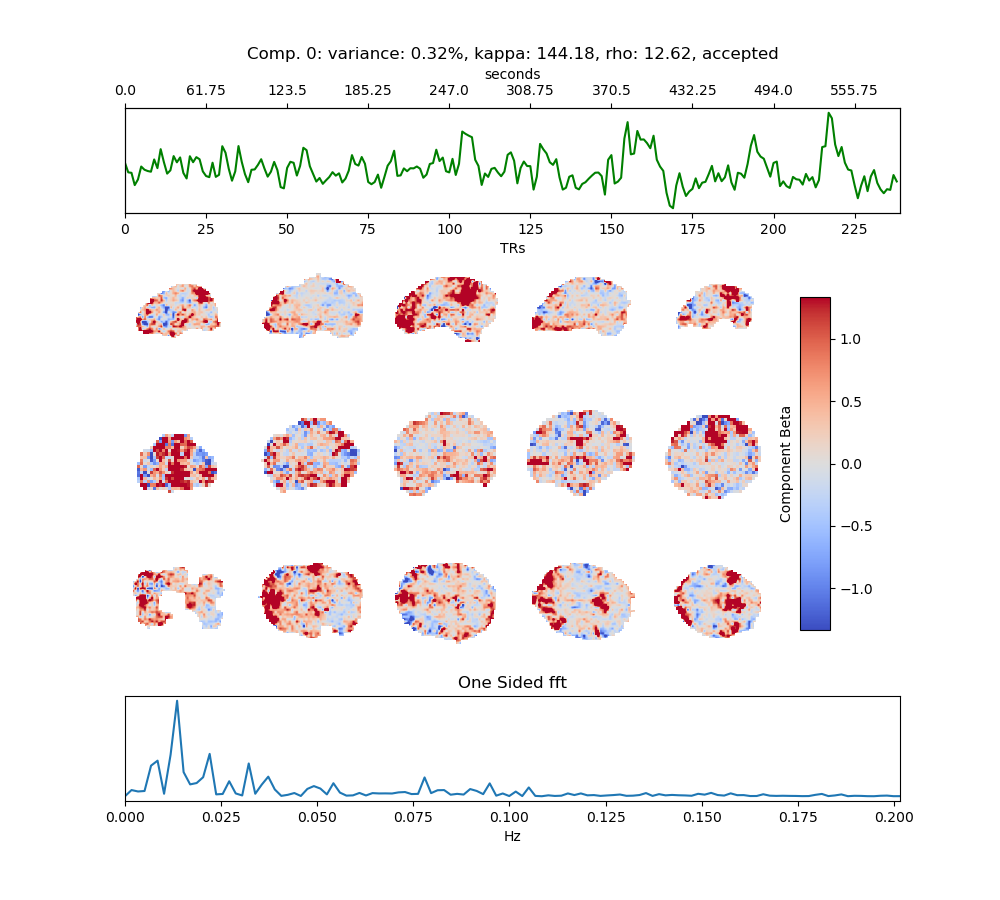 Comp. 0: variance: 0.32%, kappa: 144.18, rho: 12.62, accepted
seconds
0.0 61.75 123.5 185.25 247.0 308.75 370.5 432.25 494.0 555.75
0 25 50 75 100 125 150 175 200 225
TRs
1.0
0.5
0.0
−0.5
−1.0
Component Beta
One Sided fft
0.000 0.025 0.050 0.075 0.100 0.125 0.150 0.175 0.200
Hz